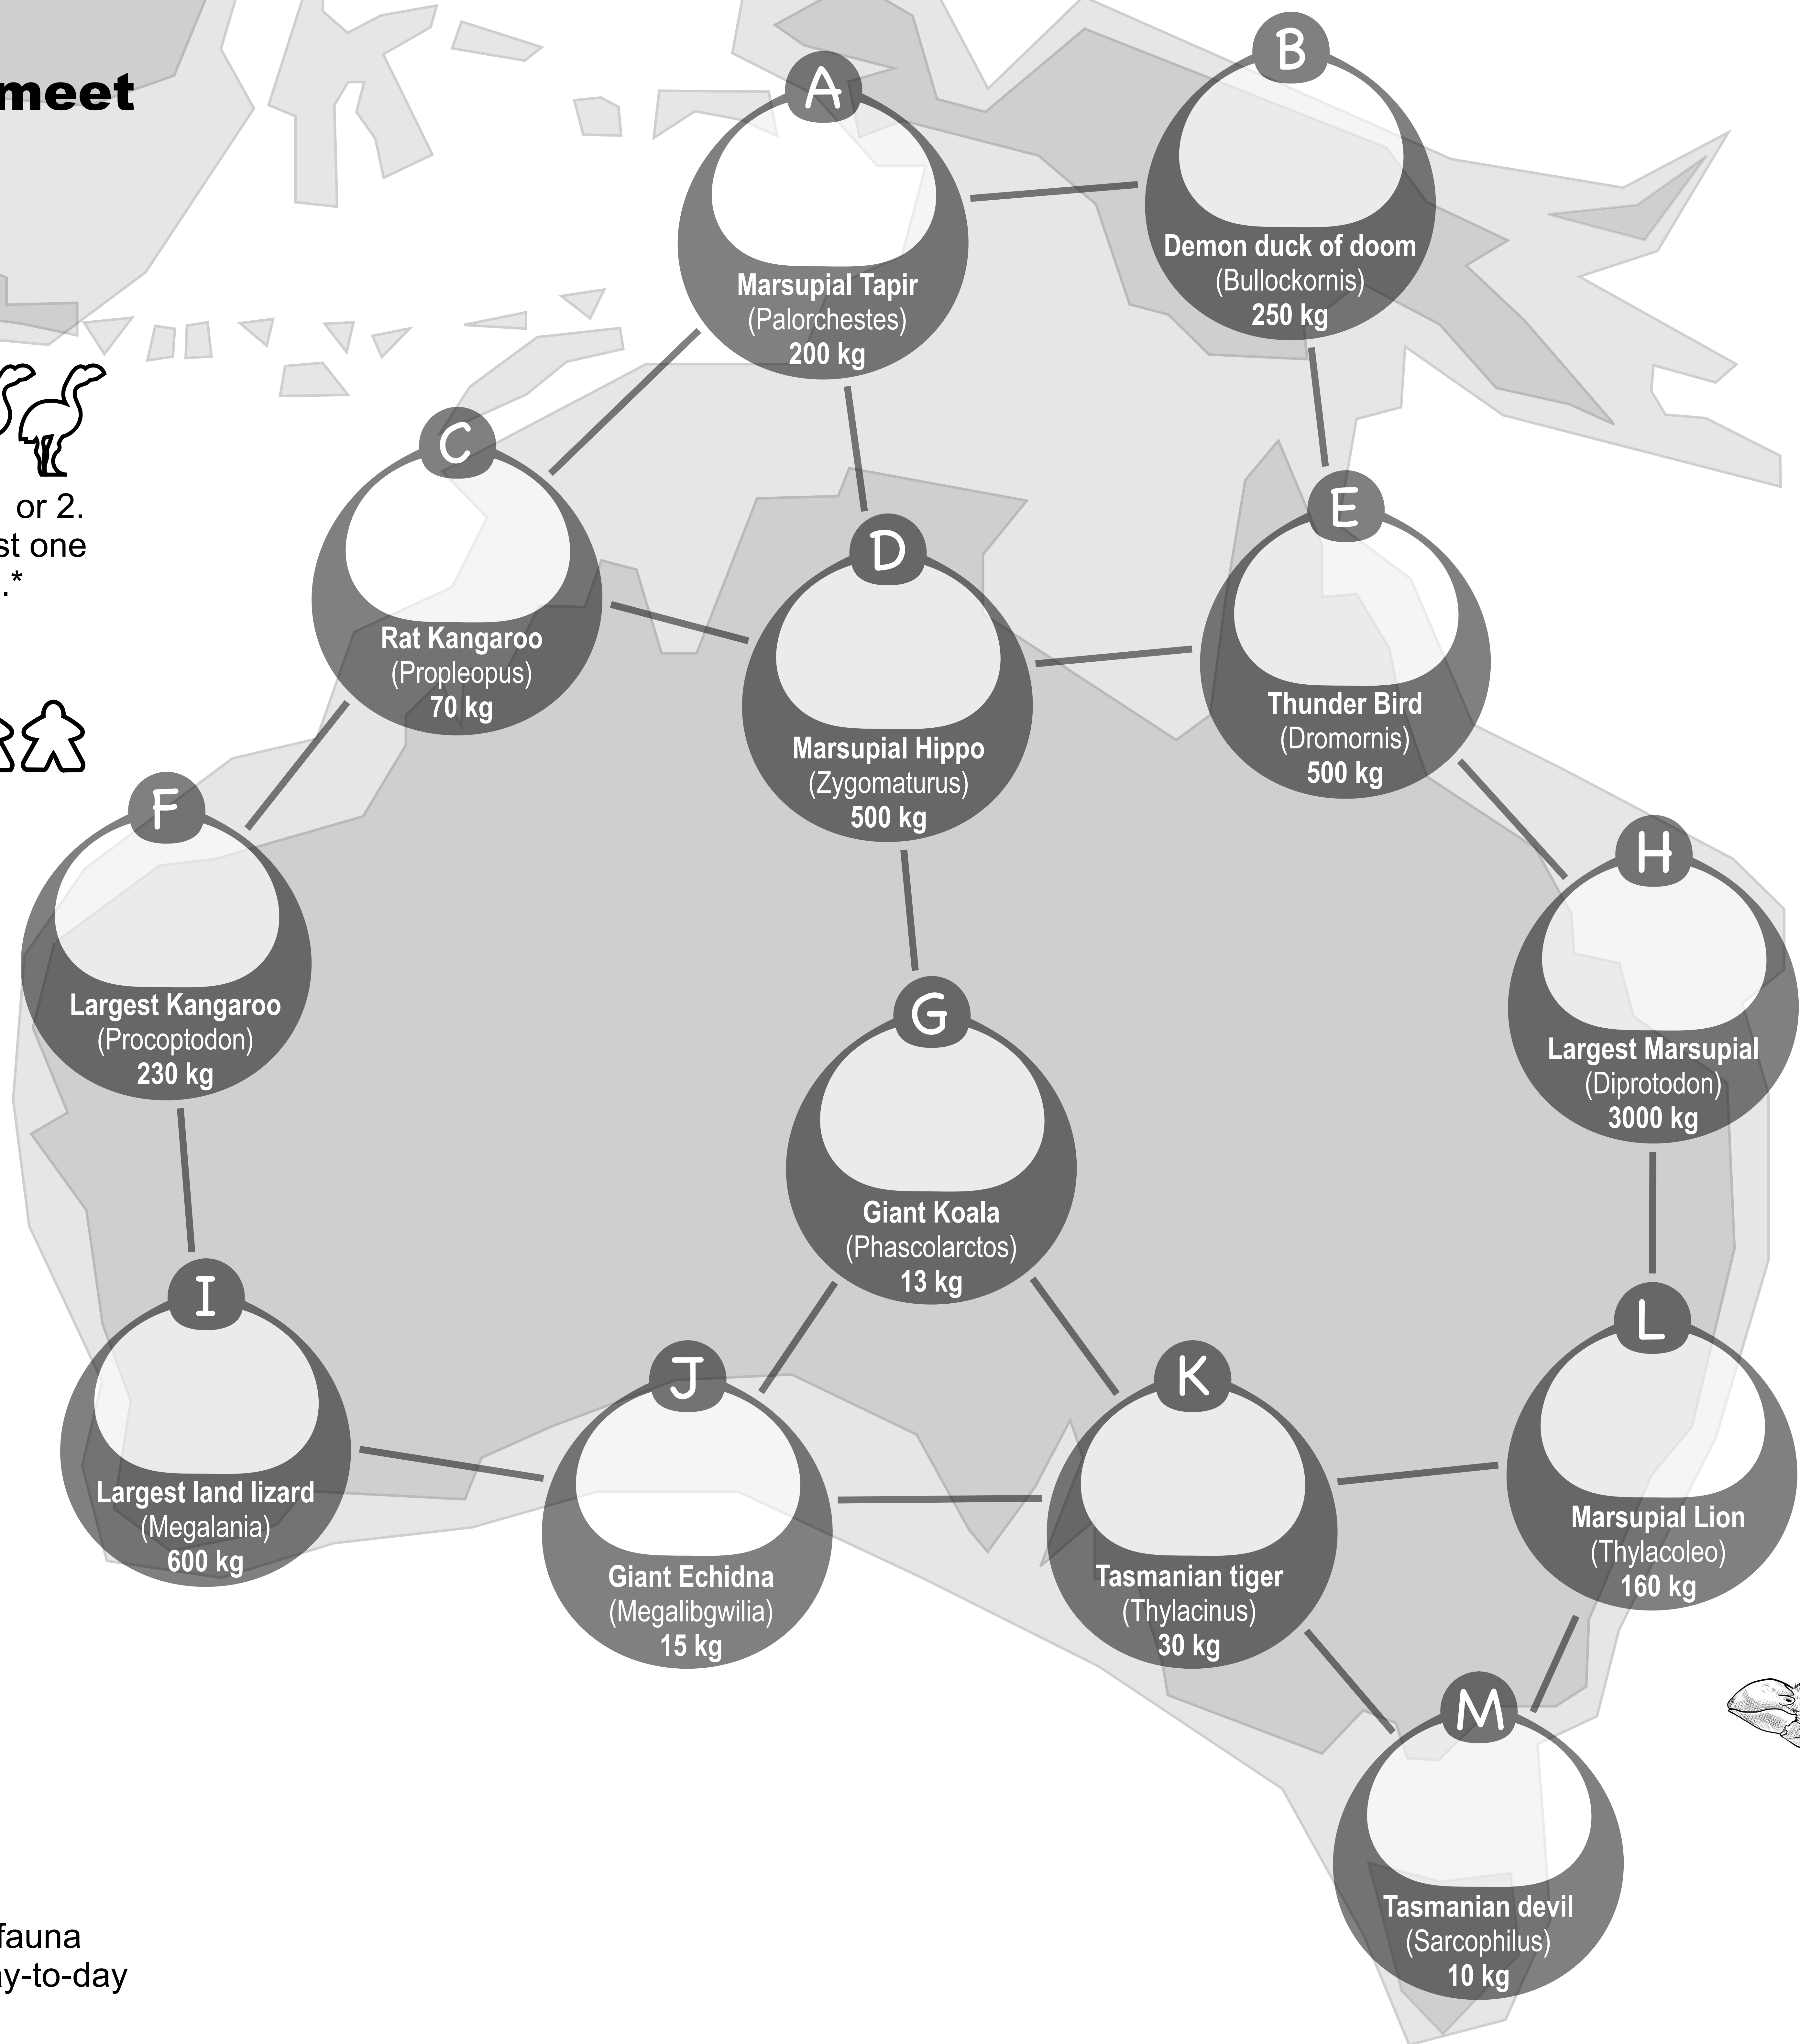 meet
A
Marsupial Tapir
(Palorchestes)
200 kg
B
Demon duck of doom
(Bullockornis)
250 kg
or 2.
one
.*
C
Rat Kangaroo
(Propleopus)
70 kg
D
Marsupial Hippo
(Zygomaturus)
500 kg
E
Thunder Bird
(Dromornis)
500 kg
F
Largest Kangaroo
(Procoptodon)
230 kg
G
Giant Koala
(Phascolarctos)
13 kg
H
Largest Marsupial
(Diprotodon)
3000 kg
I
Largest land lizard
(Megalania)
600 kg
J
Giant Echidna
(Megalibgwilia)
15 kg
K
Tasmanian tiger
(Thylacinus)
30 kg
L
Marsupial Lion
(Thylacoleo)
160 kg
M
Tasmanian devil
(Sarcophilus)
10 kg
fauna
ay-to-day